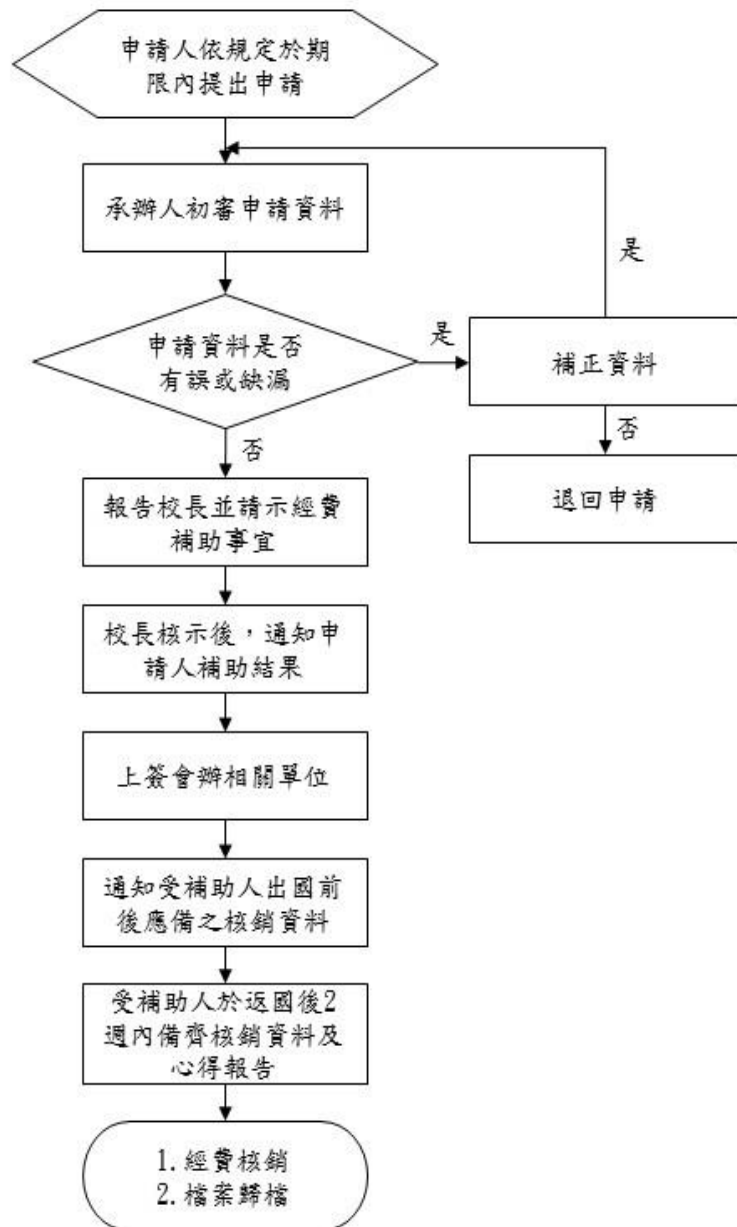 申請人依規定於期
限內提出申請
承辦人初審申請資料
是
申請資料是否
有誤或缺漏
是
補正資料
否
否
報告校長並請示經費
補助事宜
退回申請
校長核示後，通知申
請人補助結果
上簽會辦相關單位
通知受補助人出國前
後應備之核銷資料
受補助人於返國後2
週內備齊核銷資料及
心得報告
1. 經費核銷
2. 檔案歸檔